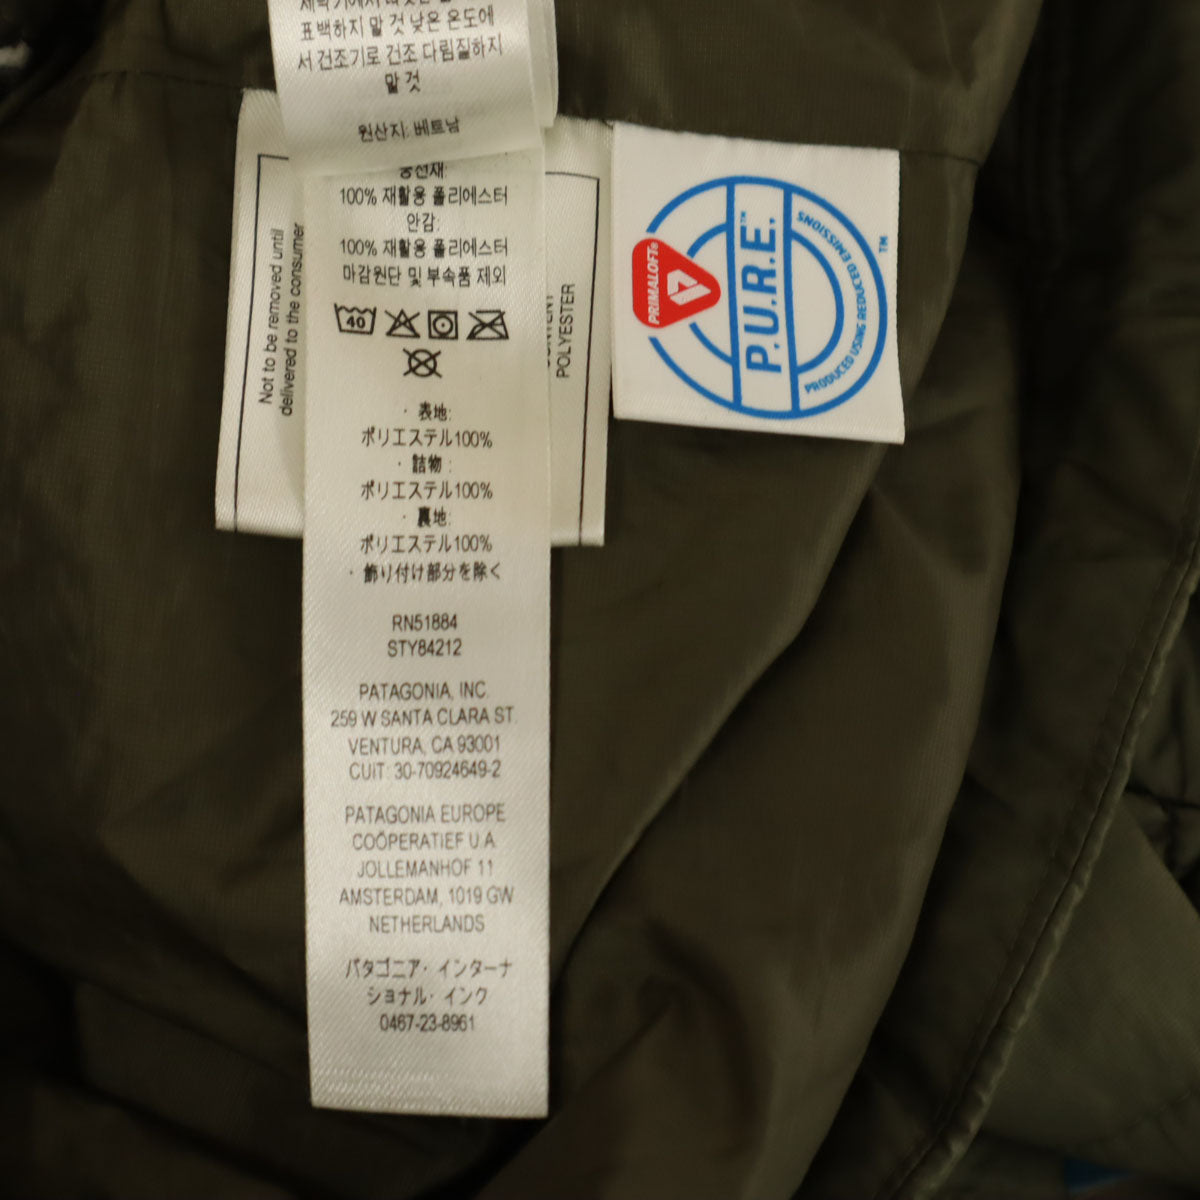 표백하지 말 것 낮은 온도에
서 건조기로 건조 다림질하지
말 것
원산지: 베트남
충전재:
100% 재활용 폴리에스터
안감:
100% 재활용 폴리에스터
마감원단 및 부속품 제외
40
· 表地:
ポリエステル100%
· 詰物 :
ポリエステル100%
· 裏地:
ポリエステル100%
· 飾り付け部分を除く
RN51884
STY84212
PATAGONIA, INC.
259 W SANTA CLARA ST.
VENTURA, CA 93001
CUIT: 30-70924649-2
PATAGONIA EUROPE
COÖPERATIEF U.A.
JOLLEMANHOF 11
AMSTERDAM, 1019 GW
NETHERLANDS
パタゴニア・インターナ
ショナル・インク
0467-23-8961
Not to be removed until
delivered to the consumer
POLYESTER
PRIMALOFT®
P.U.R.E.™
PRODUCED USING REDUCED EMISSIONS
™